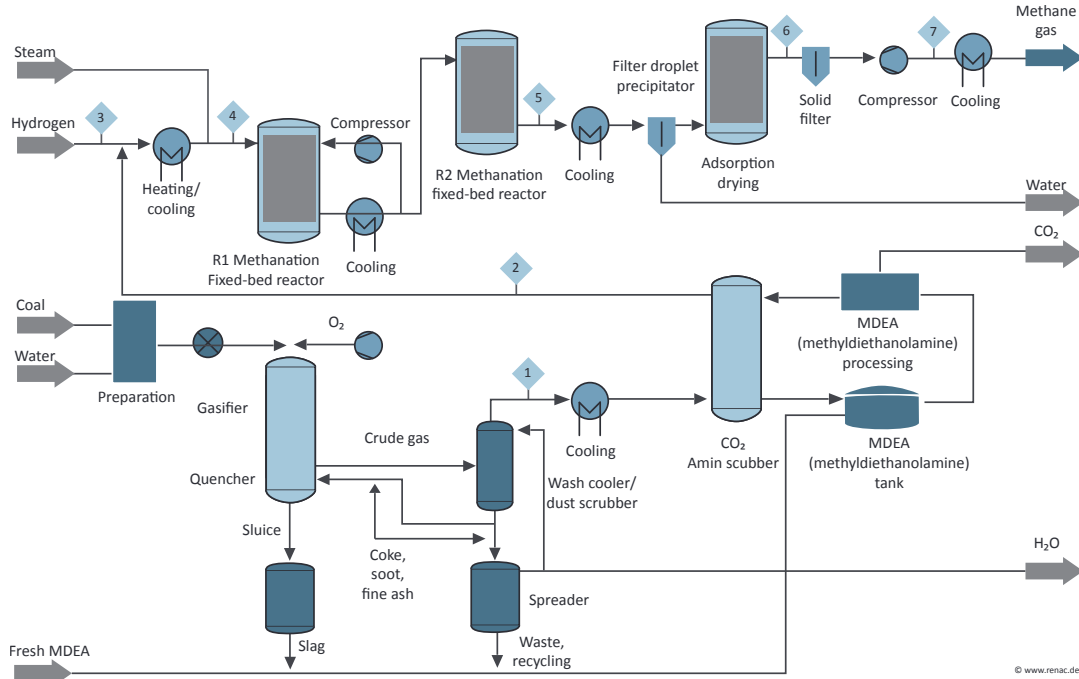 Methane
gas
Steam
6
7
Filter droplet
precipitator
Solid
filter
Compressor
Cooling
Hydrogen
3
4
Compressor
5
Heating/
cooling
R2 Methanation
fixed-bed reactor
Cooling
Adsorption
drying
Water
R1 Methanation
Fixed-bed reactor
Cooling
CO₂
2
Coal
Water
Preparation
O₂
MDEA
(methyldiethanolamine)
processing
Gasifier
1
Crude gas
Cooling
CO₂
Amin scubber
MDEA
(methyldiethanolamine)
tank
Quencher
Wash cooler/
dust scrubber
Sluice
Coke,
soot,
fine ash
H₂O
Spreader
Slag
Waste,
recycling
Fresh MDEA
© www.renac.de